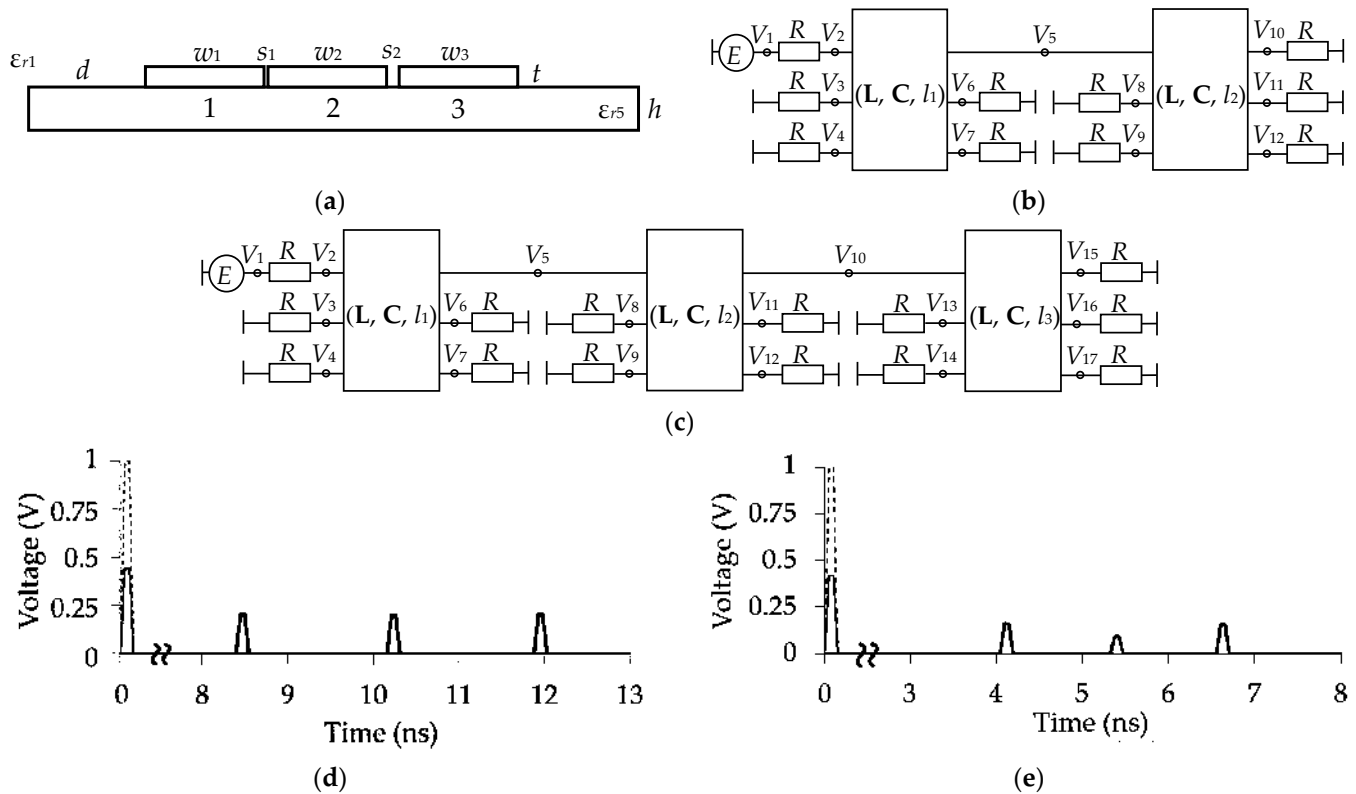 εr1 d w1 s1 w2 s2 w3 t
1 2 3 εr5 h
(a)
V1 R V2 V5 V10 R
E
R V3 (L, C, l1) V6 R R V8 (L, C, l2) V11 R
R V4 V7 R R V9 V12 R
(b)
V1 R V2 V5 V10 V15 R
E
R V3 (L, C, l1) V6 R R V8 (L, C, l2) V11 R R V13 (L, C, l3) V16 R
R V4 V7 R R V9 V12 R R V14 V17 R
(c)
Voltage (V)
1
0.75
0.5
0.25
0
0 8 9 10 11 12 13
Time (ns)
(d)
Voltage (V)
1
0.75
0.5
0.25
0
0 3 4 5 6 7 8
Time (ns)
(e)